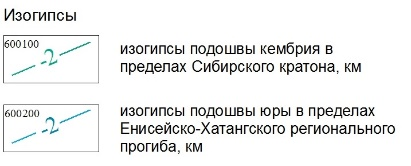 Изогипсы
600100
-2
изогипсы подошвы кембрия в
пределах Сибирского кратона, км
600200
-2
изогипсы подошвы юры в пределах
Енисейско-Хатангского регионального
прогиба, км